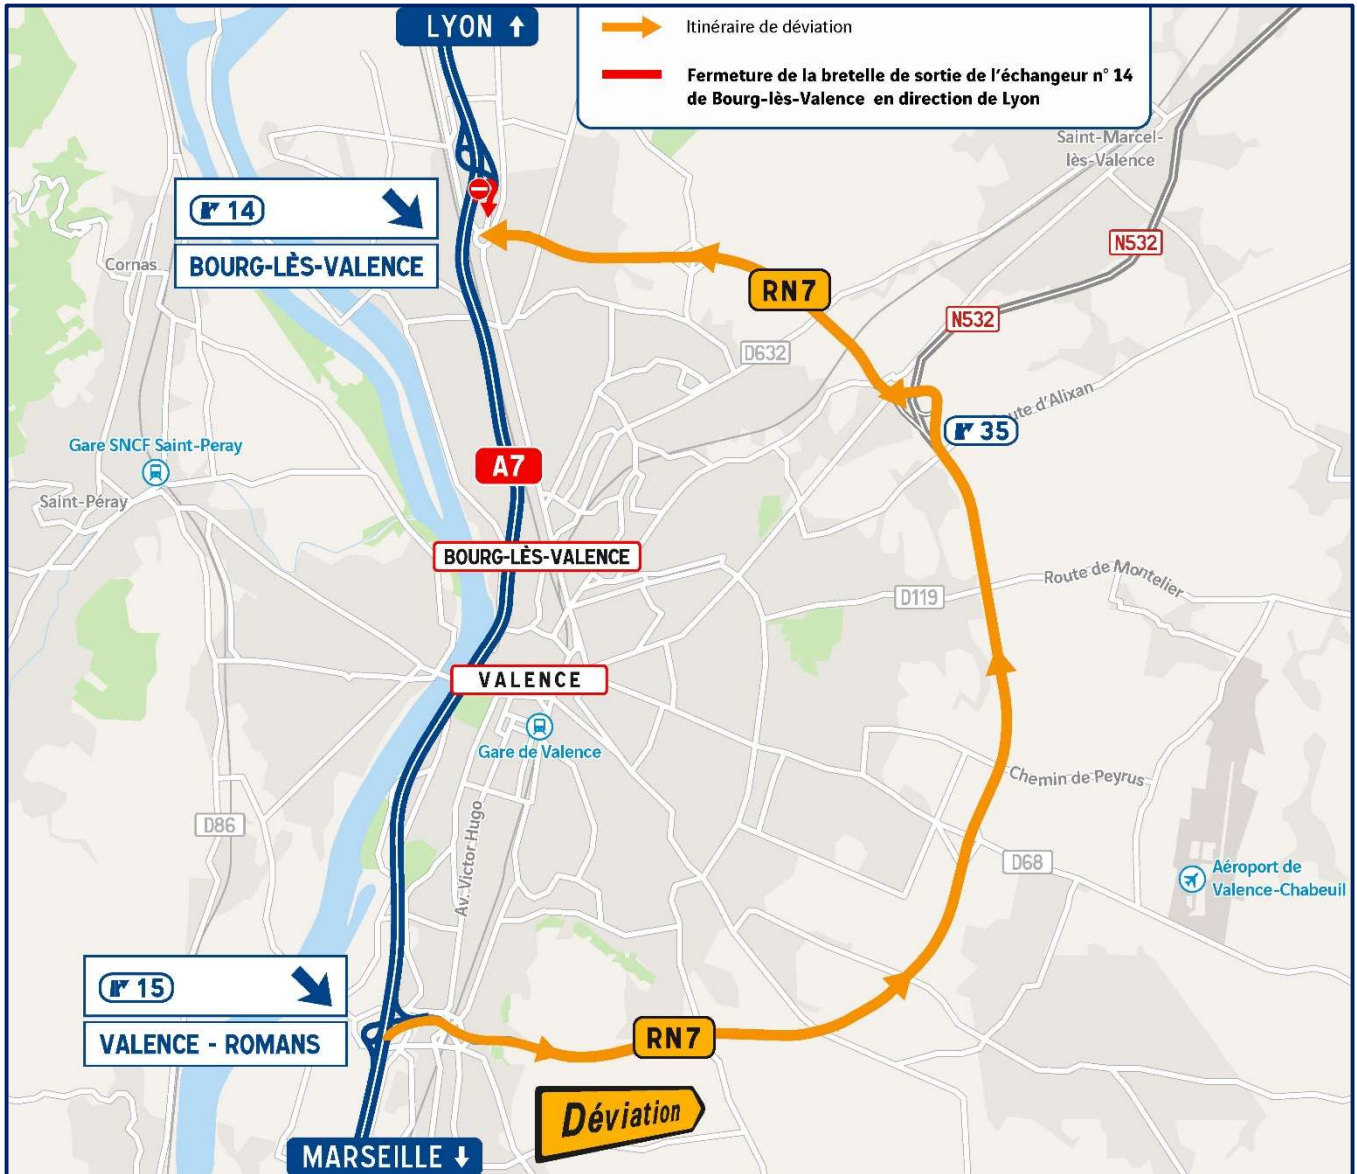 LYON ↑
Itinéraire de déviation
Fermeture de la bretelle de sortie de l'échangeur n° 14
de Bourg-lès-Valence en direction de Lyon
Saint-Marcel-
lès-Valence
14
BOURG-LÈS-VALENCE
Cornas
N532
RN7
N532
D632
Route d'Alixan
35
Gare SNCF Saint-Peray
A7
Saint-Péray
BOURG-LÈS-VALENCE
Route de Montelier
D119
VALENCE
Gare de Valence
Chemin de Peyrus
D86
Av. Victor Hugo
D68
Aéroport de
Valence-Chabeuil
15
VALENCE - ROMANS
RN7
Déviation
MARSEILLE ↓